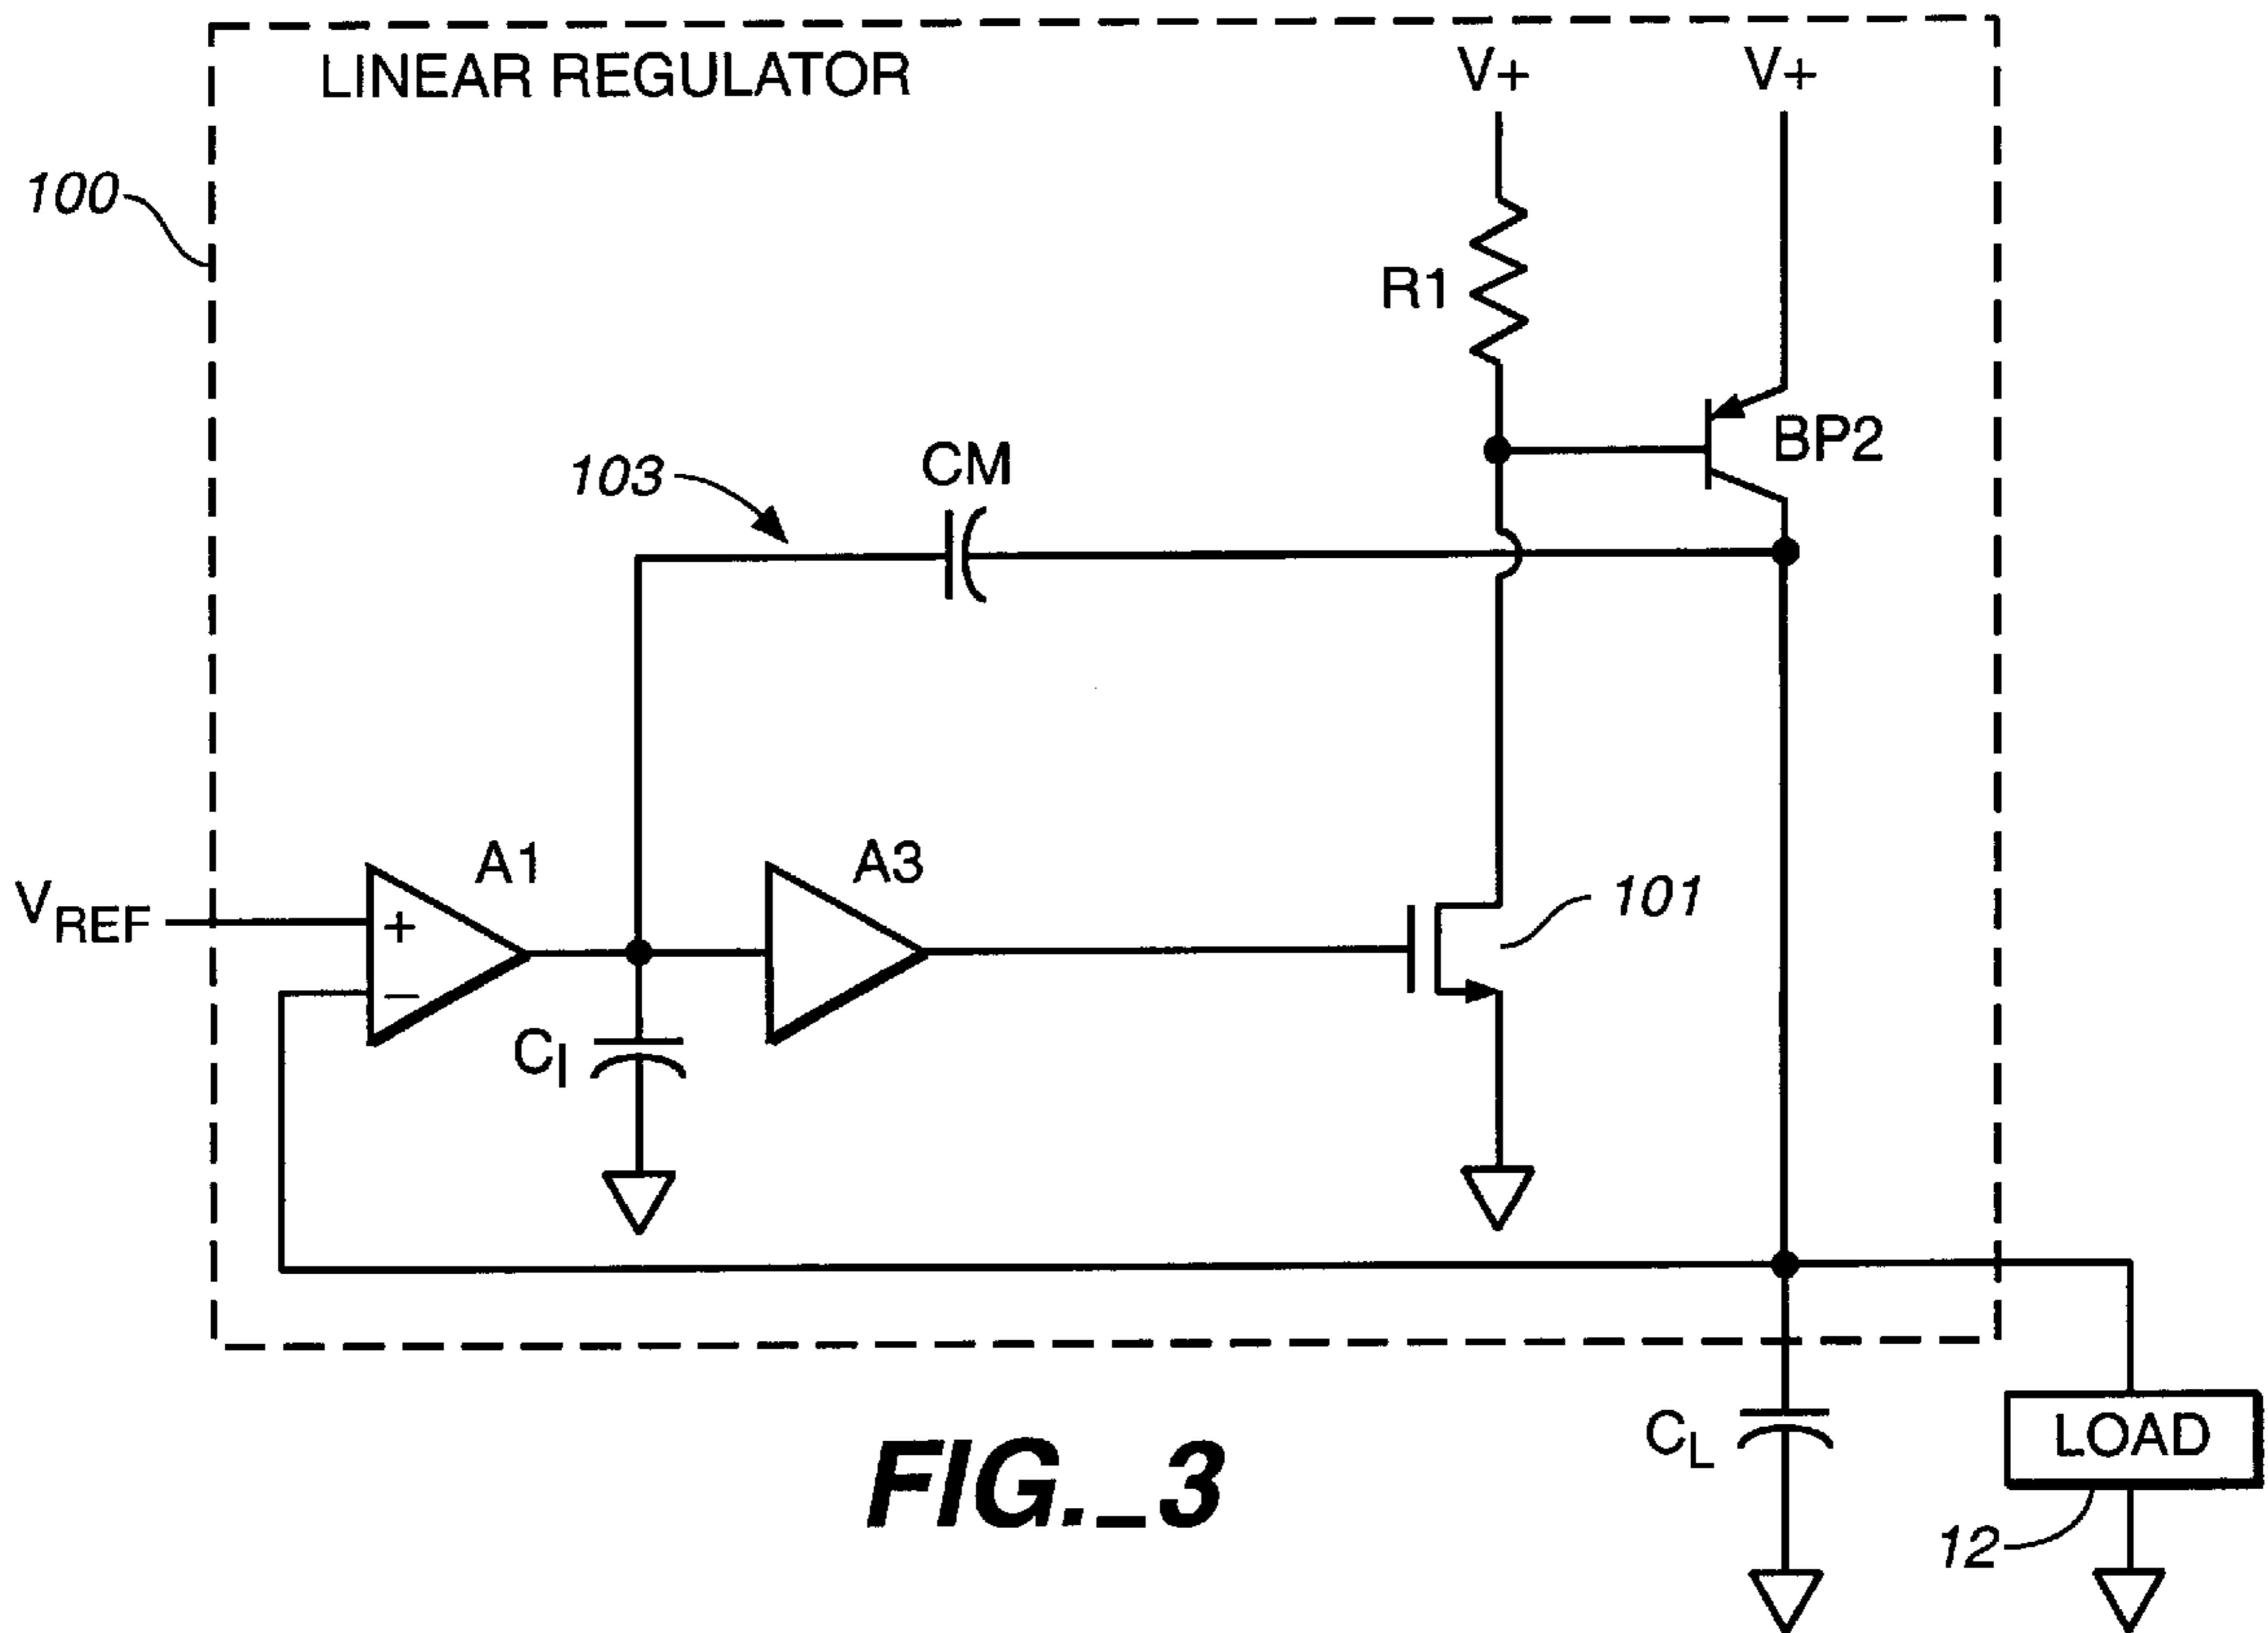 LINEAR REGULATOR
V+
V+
100
R1
BP2
CM
103
A1
A3
101
VREF
+
−
CI
CL
LOAD
12
FIG._3